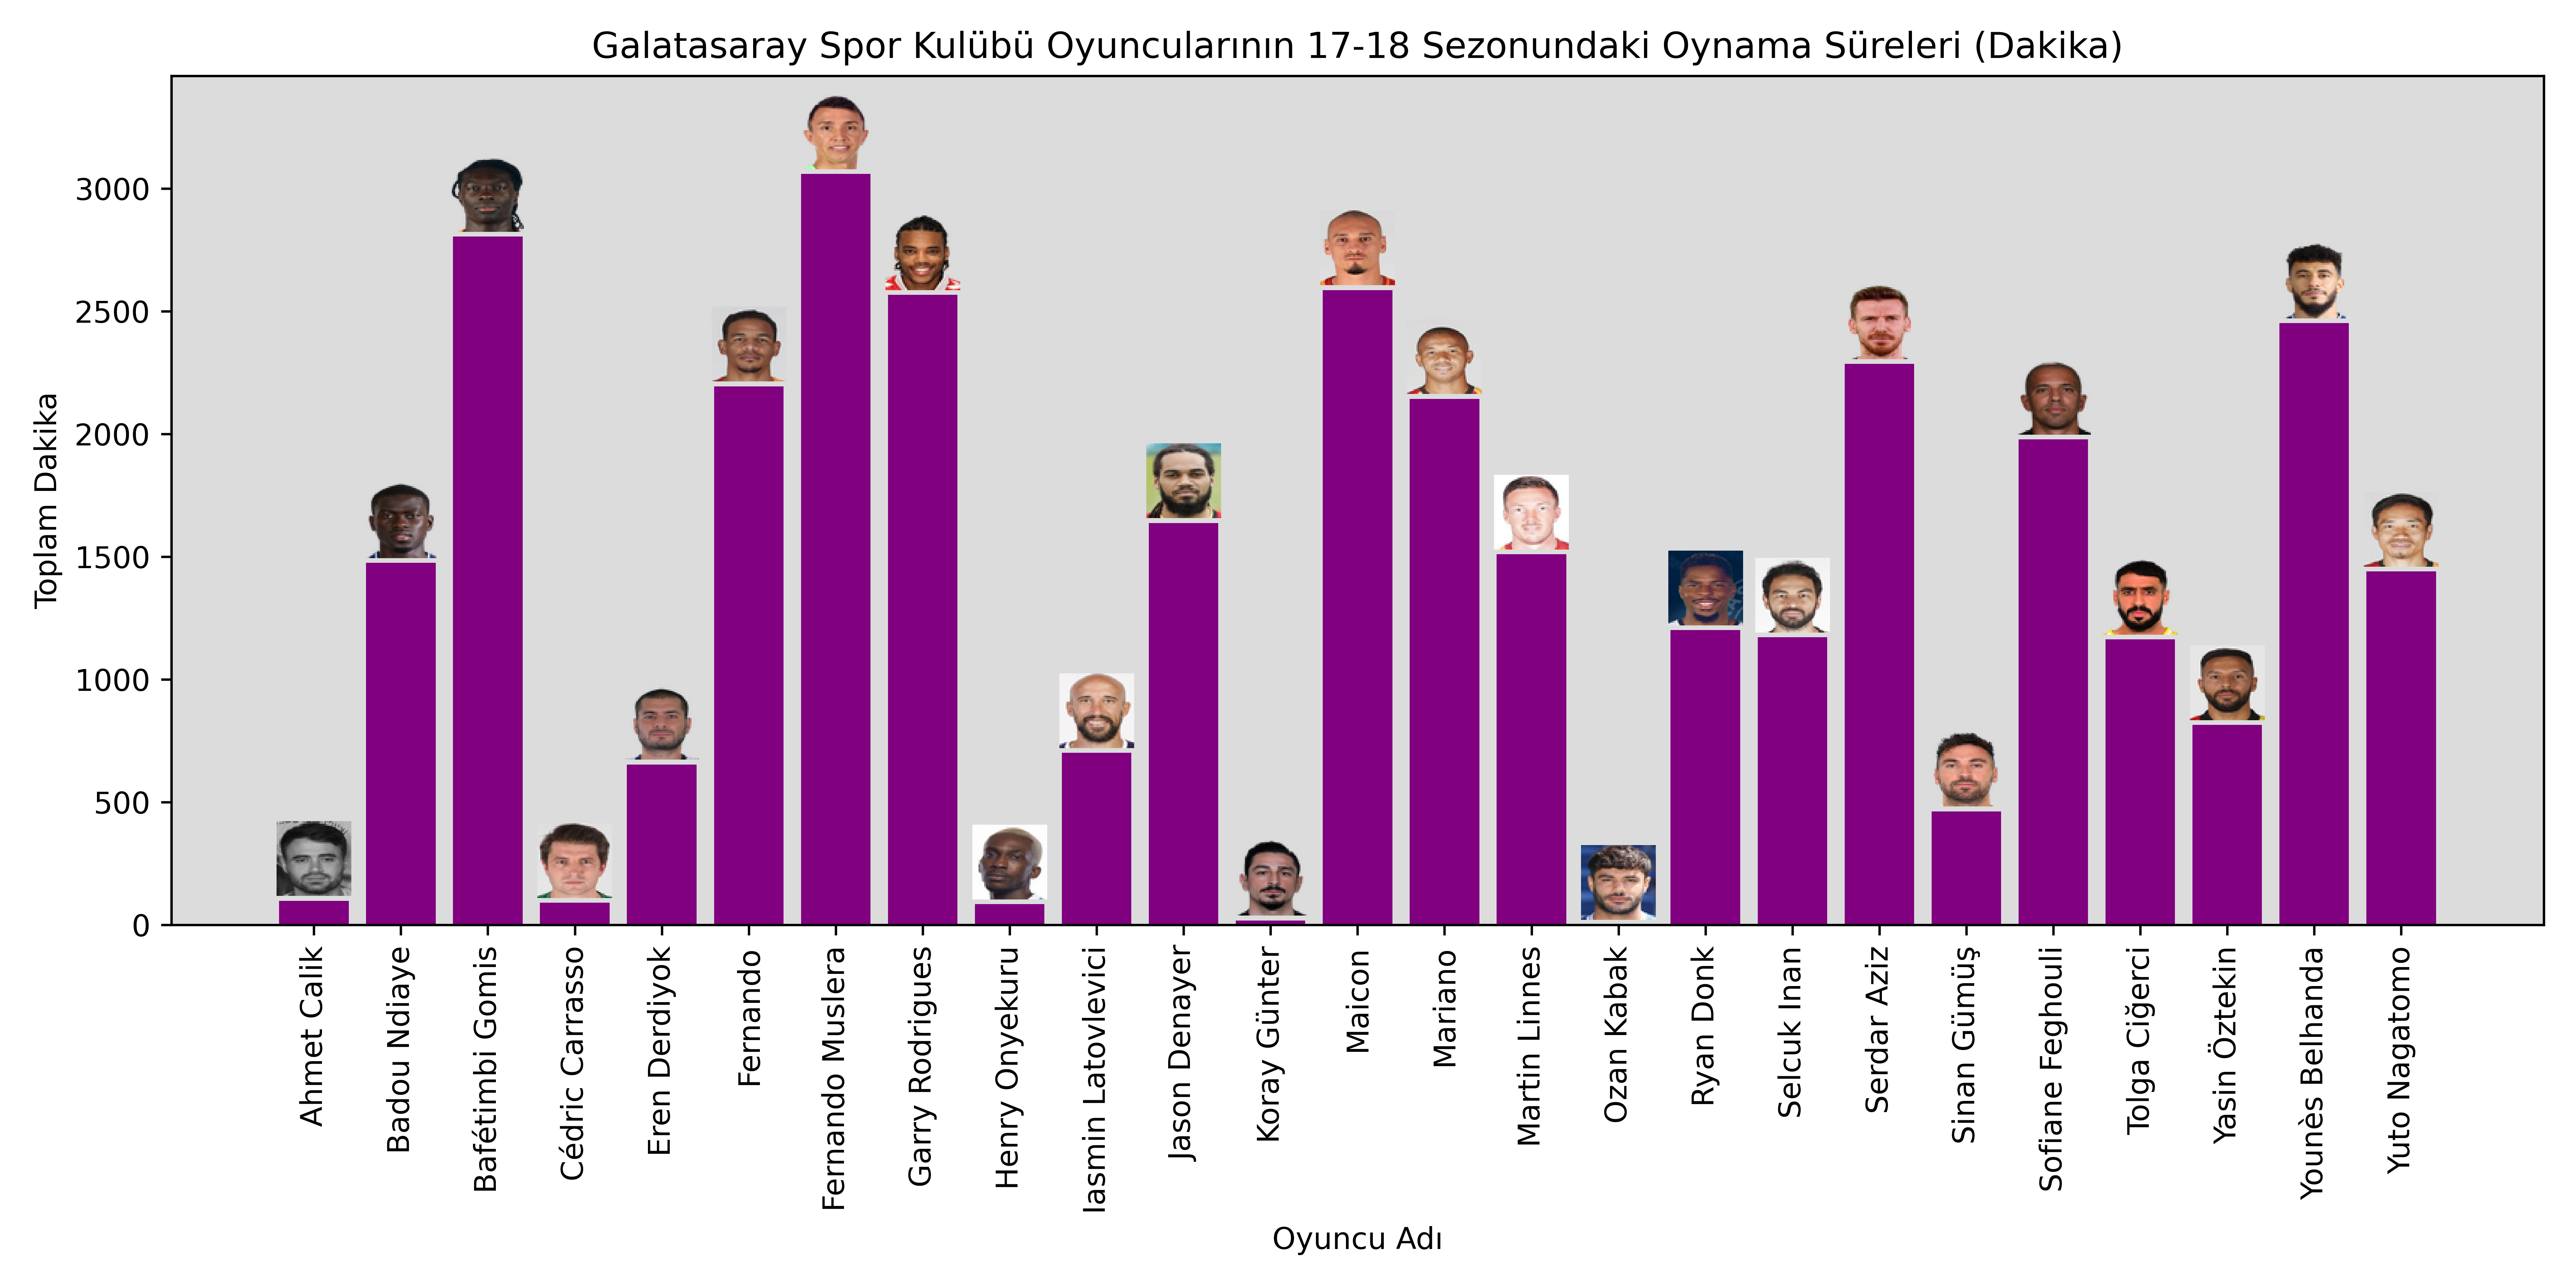 Galatasaray Spor Kulübü Oyuncularının 17-18 Sezonundaki Oynama Süreleri (Dakika)
Toplam Dakika
3000
2500
2000
1500
1000
500
0
Ahmet Calik
Badou Ndiaye
Bafétimbi Gomis
Cédric Carrasso
Eren Derdiyok
Fernando
Fernando Muslera
Garry Rodrigues
Henry Onyekuru
Iasmin Latovlevici
Jason Denayer
Koray Günter
Maicon
Mariano
Martin Linnes
Ozan Kabak
Ryan Donk
Selcuk Inan
Serdar Aziz
Sinan Gümüş
Sofiane Feghouli
Tolga Ciğerci
Yasin Öztekin
Younès Belhanda
Yuto Nagatomo
Oyuncu Adı